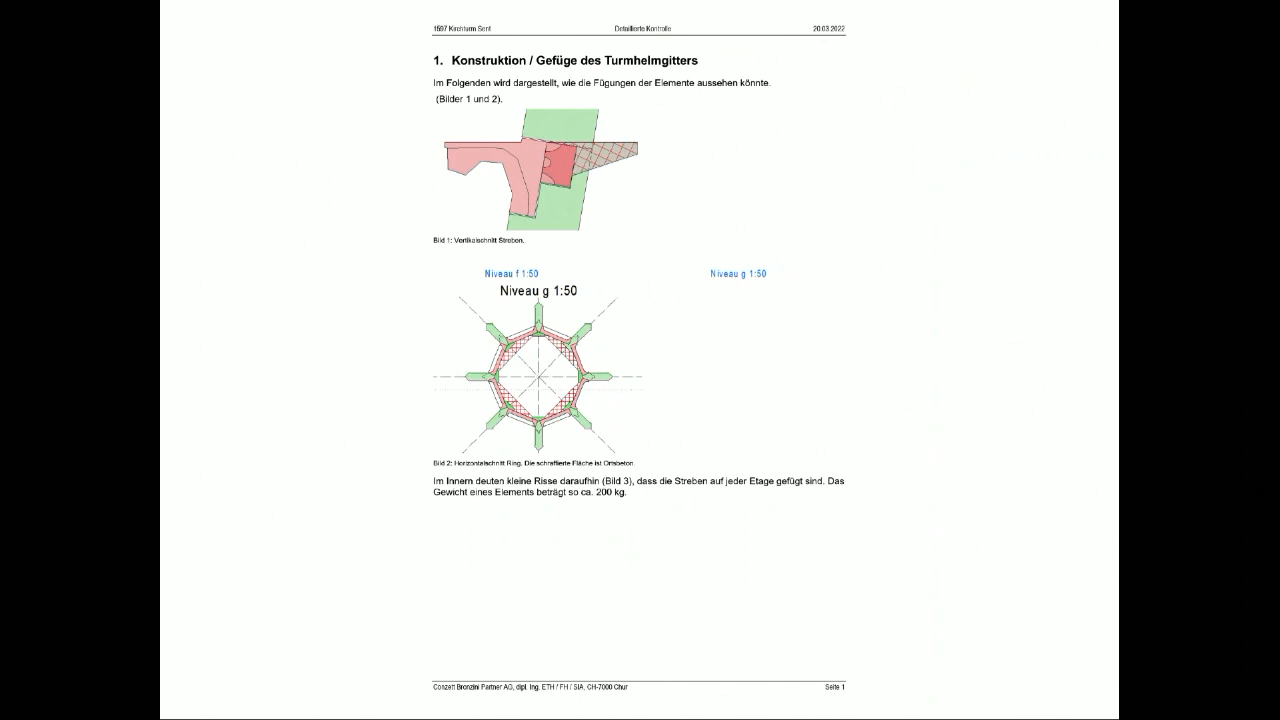 1597 Kirchturm Sent Detaillierte Kontrolle 20.03.2022
1. Konstruktion / Gefüge des Turmhelmgitters
Im Folgenden wird dargestellt, wie die Fügungen der Elemente aussehen könnte.
(Bilder 1 und 2).
Bild 1: Vertikalschnitt Streben.
Niveau f 1:50 Niveau g 1:50
Niveau g 1:50
Bild 2: Horizontalschnitt Ring. Die schraffierte Fläche ist Ortsbeton.
Im Innern deuten kleine Risse daraufhin (Bild 3), dass die Streben auf jeder Etage gefügt sind. Das
Gewicht eines Elements beträgt so ca. 200 kg.
Conzett Bronzini Partner AG, dipl. Ing. ETH / FH / SIA, CH-7000 Chur Seite 1